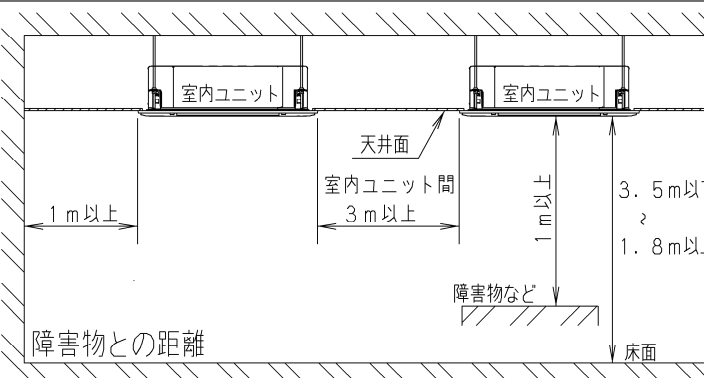 室内ユニット
室内ユニット
天井面
室内ユニット間
1m以上
3m以上
1m以上
3.5m以
~
1.8m以
障害物など
障害物との距離
床面